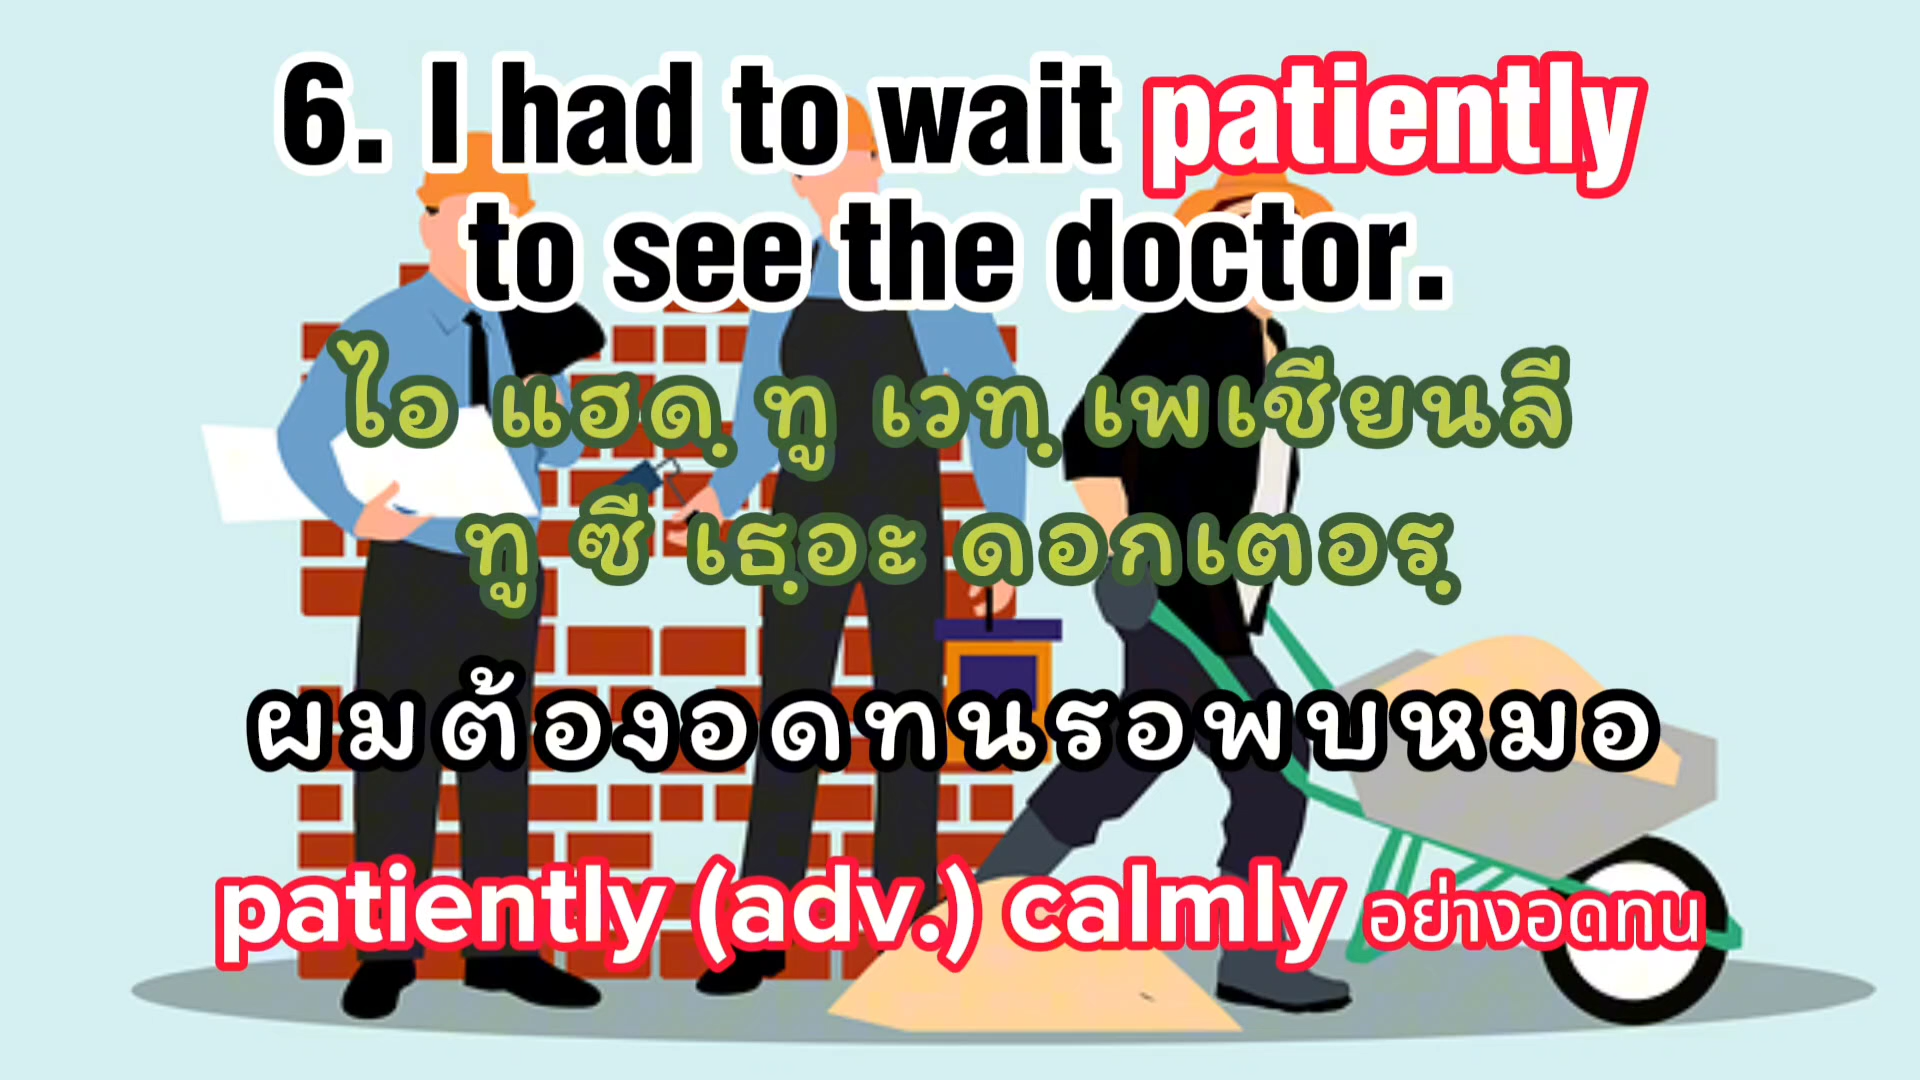 6. I had to wait patiently
to see the doctor.
ไอ แฮดฺ ทู เวทฺ เพเชียนลี
ทู ซี เธฺอะ ดอกเตอรฺ
ผมต้องอดทนรอพบหมอ
patiently (adv.) calmly อย่างอดทน